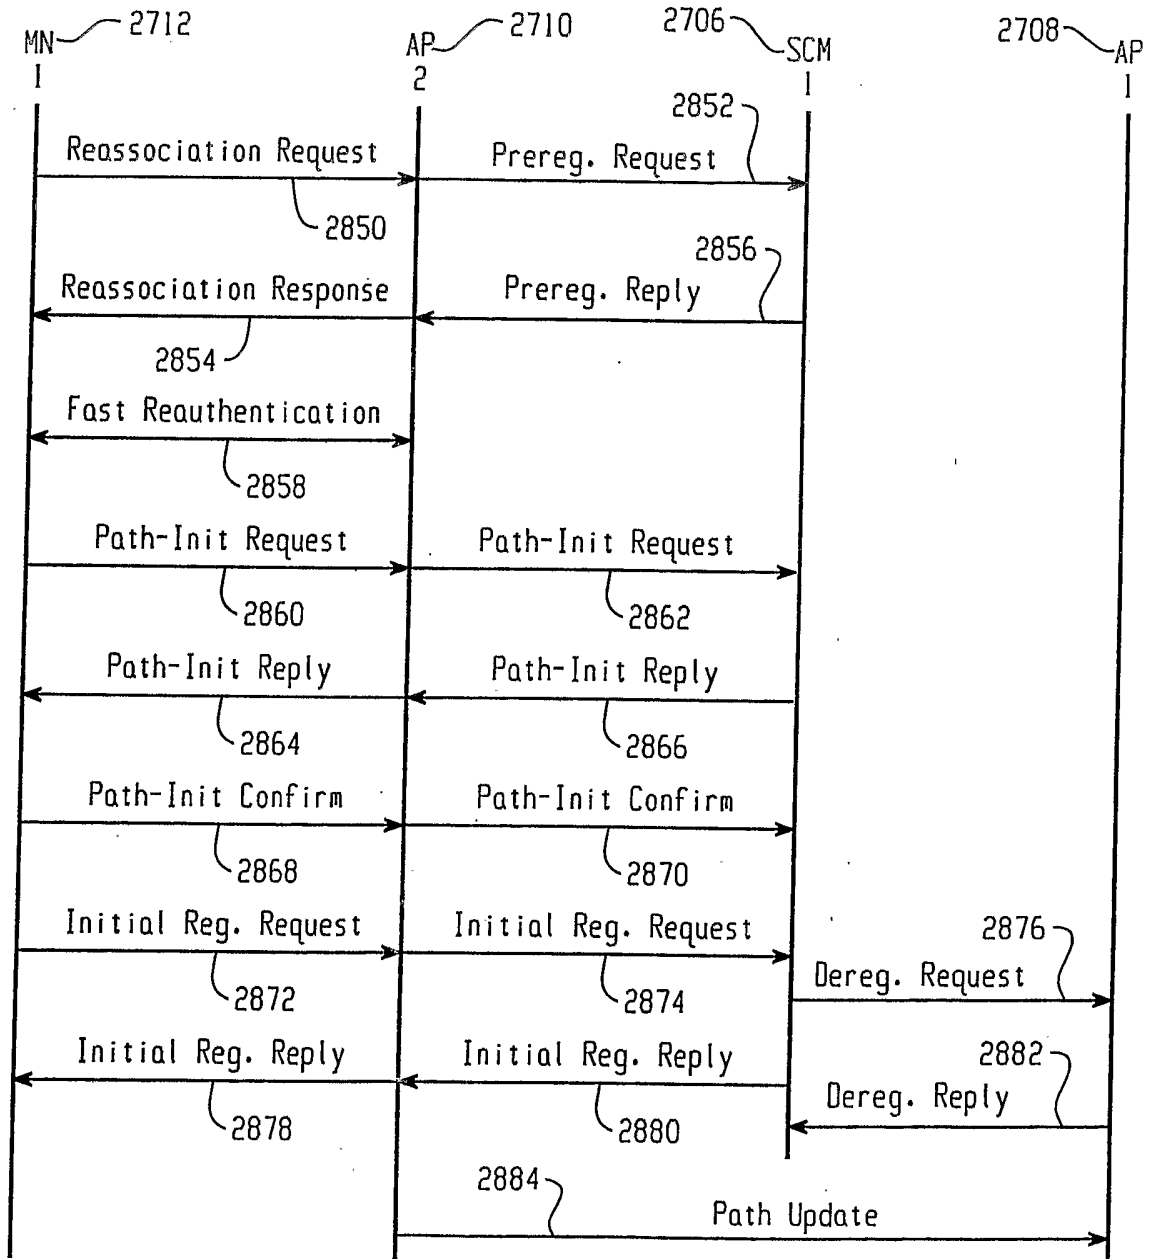 2712
2710
2706
2708
MN
1
AP
2
SCM
1
AP
1
2852
Reassociation Request
Prereg. Request
2850
2856
Reassociation Response
Prereg. Reply
2854
Fast Reauthentication
2858
Path-Init Request
Path-Init Request
2860
2862
Path-Init Reply
Path-Init Reply
2864
2866
Path-Init Confirm
Path-Init Confirm
2868
2870
Initial Reg. Request
Initial Reg. Request
2876
Dereg. Request
2872
2874
Initial Reg. Reply
Initial Reg. Reply
2882
Dereg. Reply
2878
2880
2884
Path Update